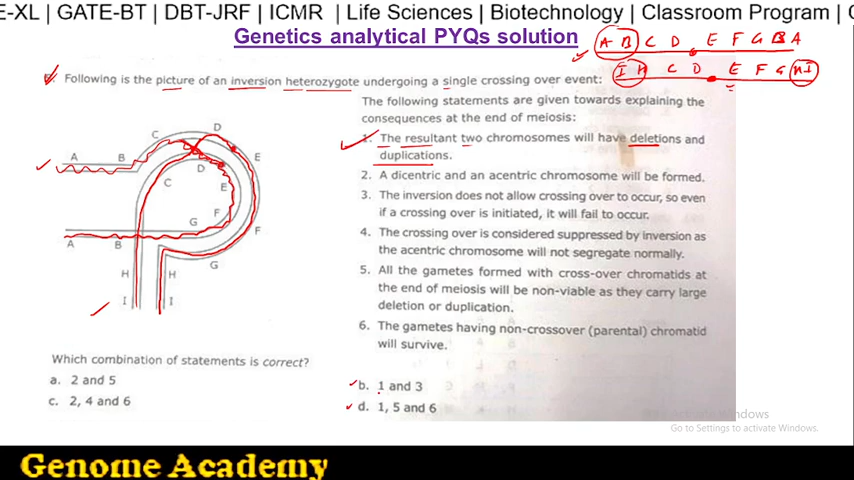 E-XL | GATE-BT | DBT-JRF | ICMR | Life Sciences | Biotechnology | Classroom Program | C
Genetics analytical PYQs solution
A B C D E F G B A
I H C D E F G H I
Following is the picture of an inversion heterozygote undergoing a single crossing over event:
The following statements are given towards explaining the
consequences at the end of meiosis:
1. The resultant two chromosomes will have deletions and
duplications.
2. A dicentric and an acentric chromosome will be formed.
3. The inversion does not allow crossing over to occur, so even
if a crossing over is initiated, it will fail to occur.
4. The crossing over is considered suppressed by inversion as
the acentric chromosome will not segregate normally.
5. All the gametes formed with cross-over chromatids at
the end of meiosis will be non-viable as they carry large
deletion or duplication.
6. The gametes having non-crossover (parental) chromatid
will survive.
A B C D E
C D E
F
G F
A B G
H H
I I
Which combination of statements is correct?
a. 2 and 5
b. 1 and 3
c. 2, 4 and 6
d. 1, 5 and 6
Go to Settings to activate Windows.
Genome Academy